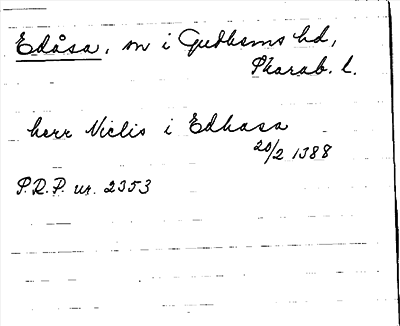 Edåsa, sn i Gudhems hd,
Skarab. l.
herr Niclis i Edhasa
20/2 1388
P.R.P. nr. 2353